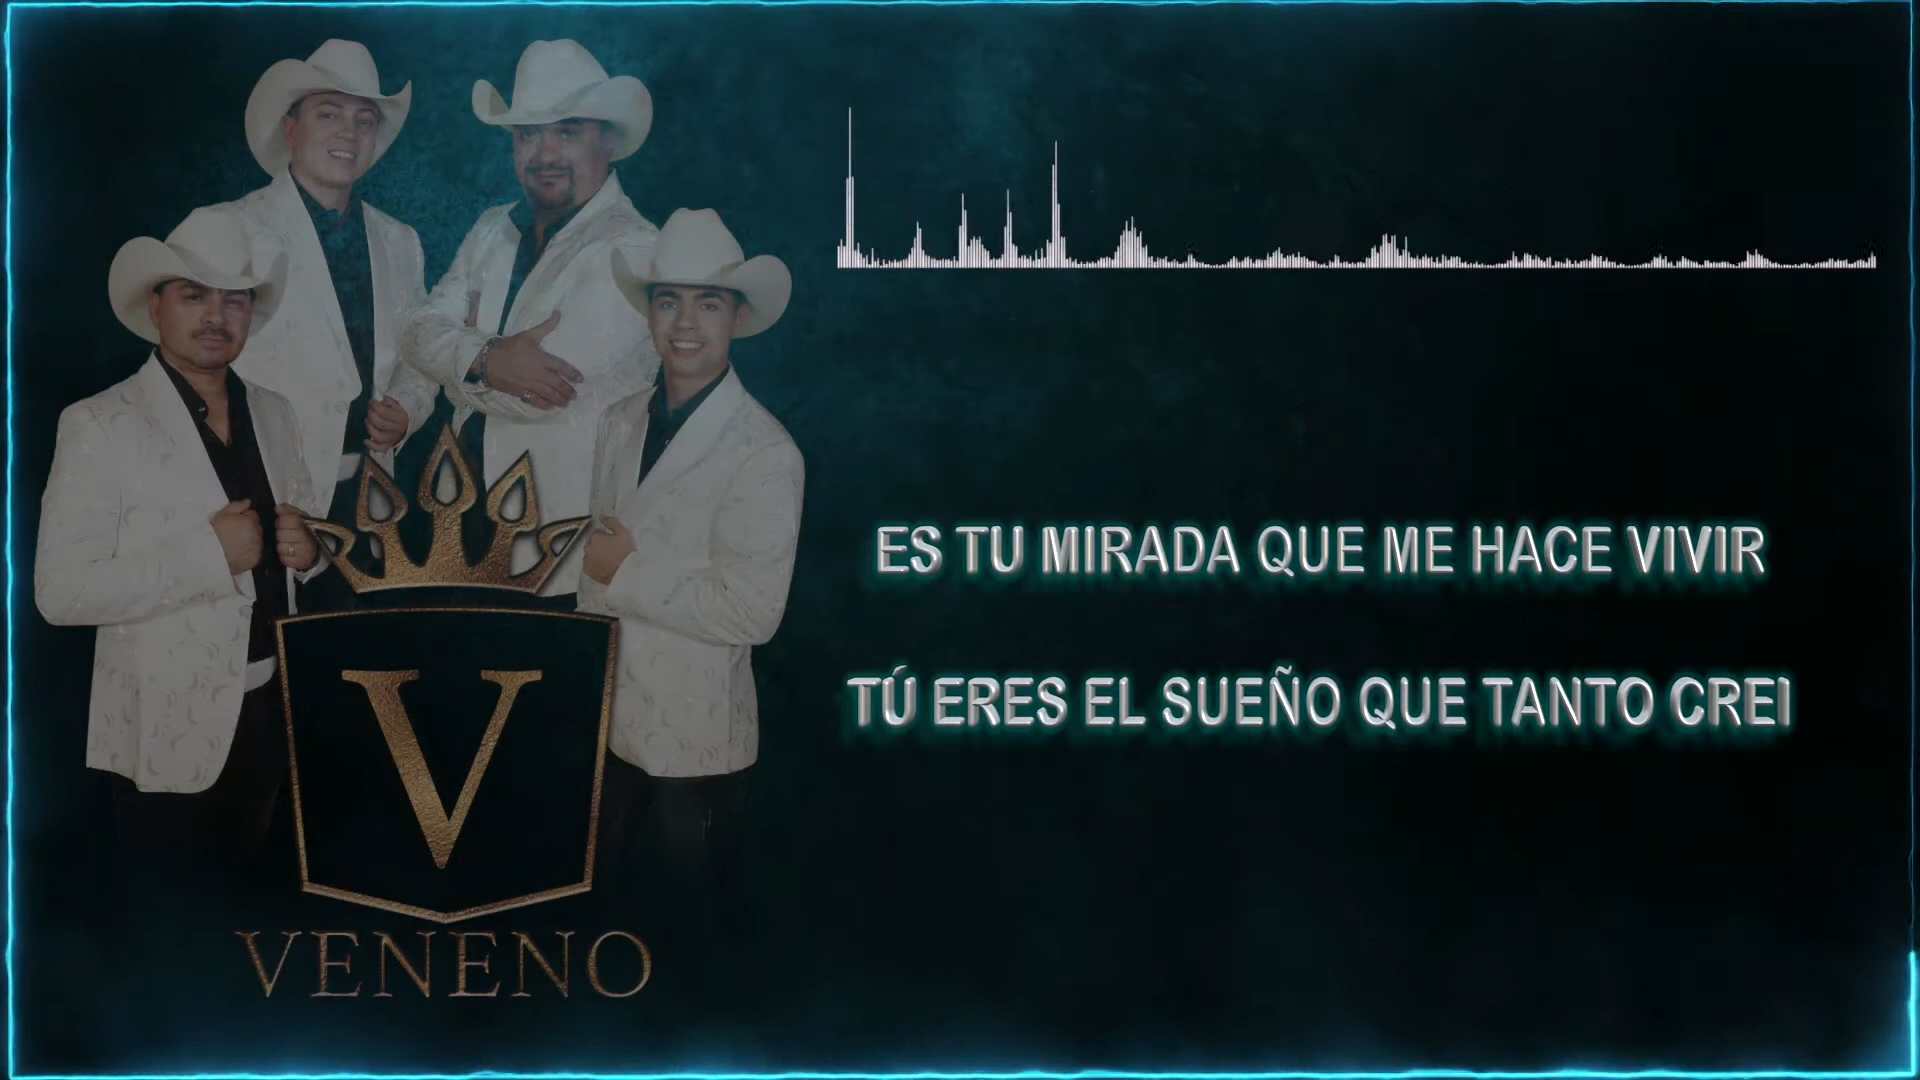 ES TU MIRADA QUE ME HACE VIVIR
TÚ ERES EL SUEÑO QUE TANTO CREI
V
VENENO